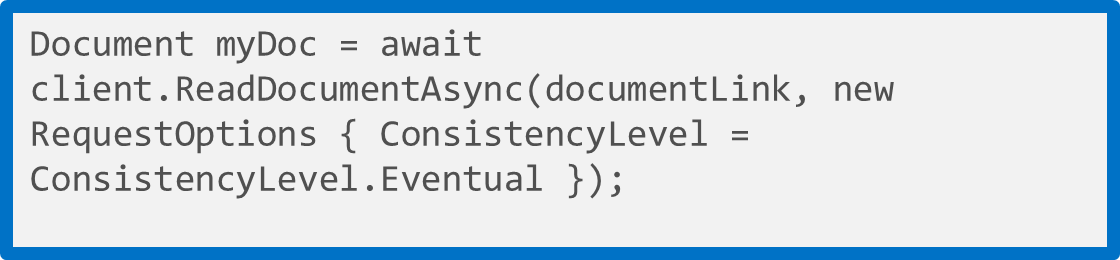 Document myDoc = await
client.ReadDocumentAsync(documentLink, new
RequestOptions { ConsistencyLevel =
ConsistencyLevel.Eventual });